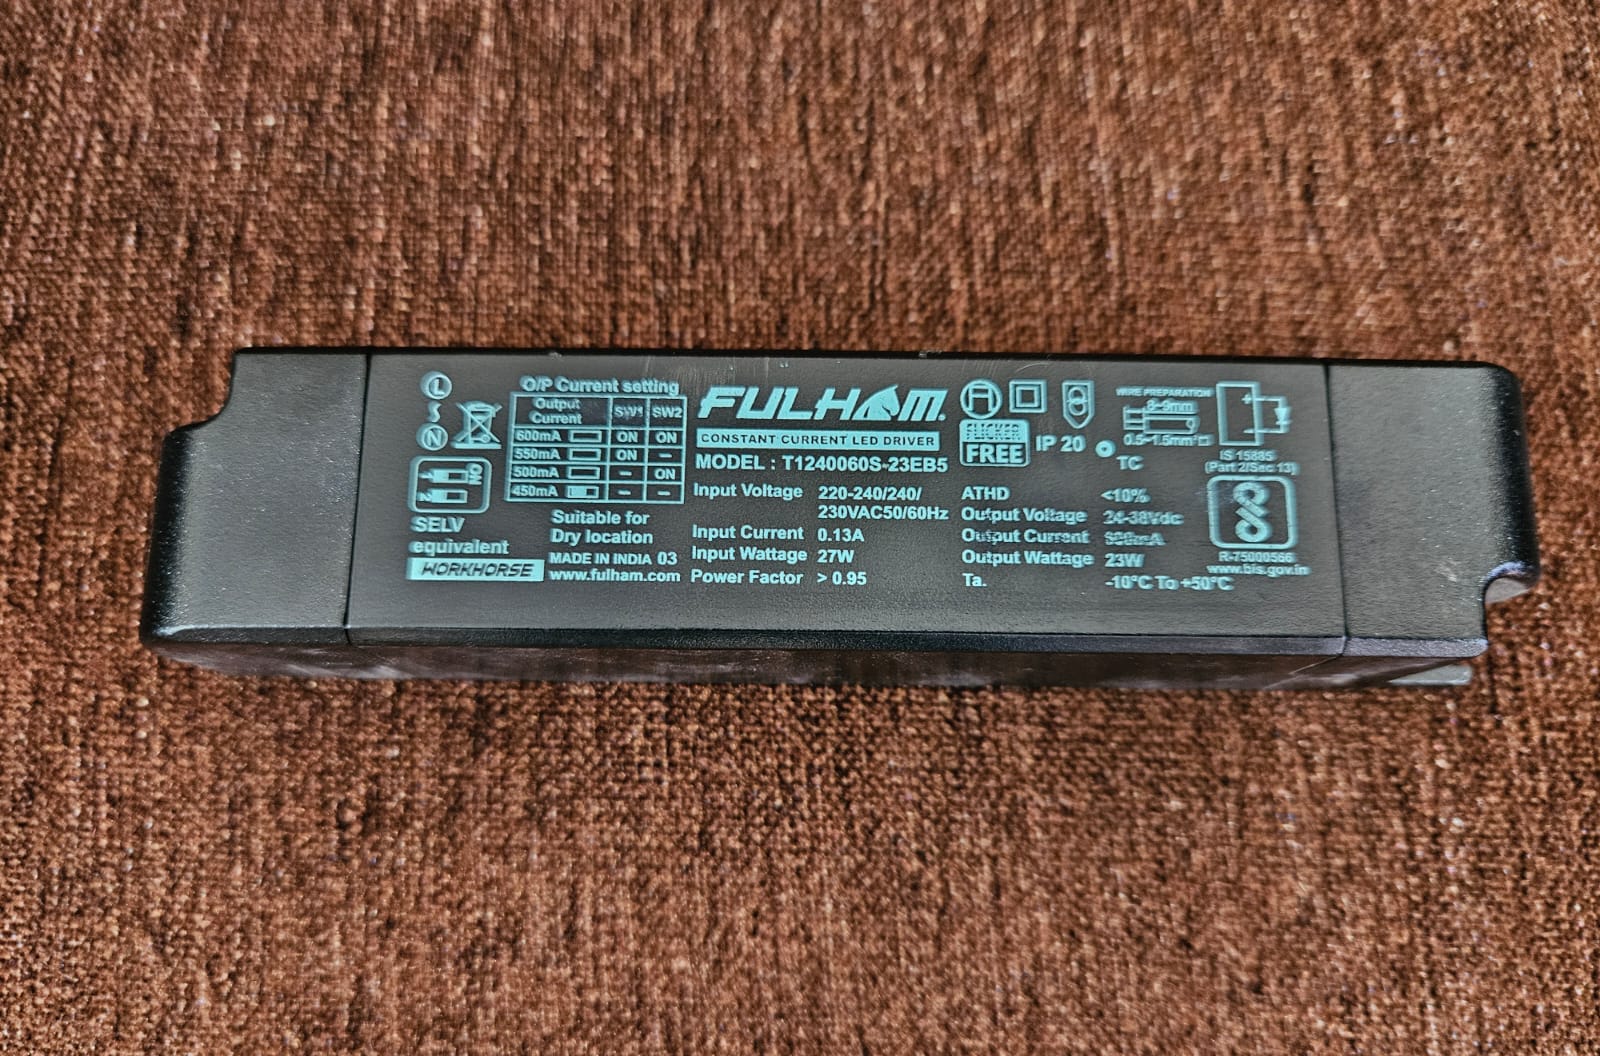 L
N
SELV
equivalent
WORKHORSE
O/P Current setting
Output Current SW1 SW2
600mA ON ON
550mA ON –
500mA – ON
450mA – –
ON
1
2
Suitable for
Dry location
MADE IN INDIA 03
www.fulham.com
FULHAM
CONSTANT CURRENT LED DRIVER
MODEL : T1240060S-23EB5
Input Voltage 220-240/240/
230VAC50/60Hz
Input Current 0.13A
Input Wattage 27W
Power Factor > 0.95
FLICKER
FREE
IP 20
TC
WIRE PREPARATION
8~9mm
0.5~1.5mm²
ATHD <10%
Output Voltage 24-38Vdc
Output Current
Output Wattage 23W
Ta. -10°C To +50°C
IS 15885
(Part 2/Sec 13)
R-75000566
www.bis.gov.in